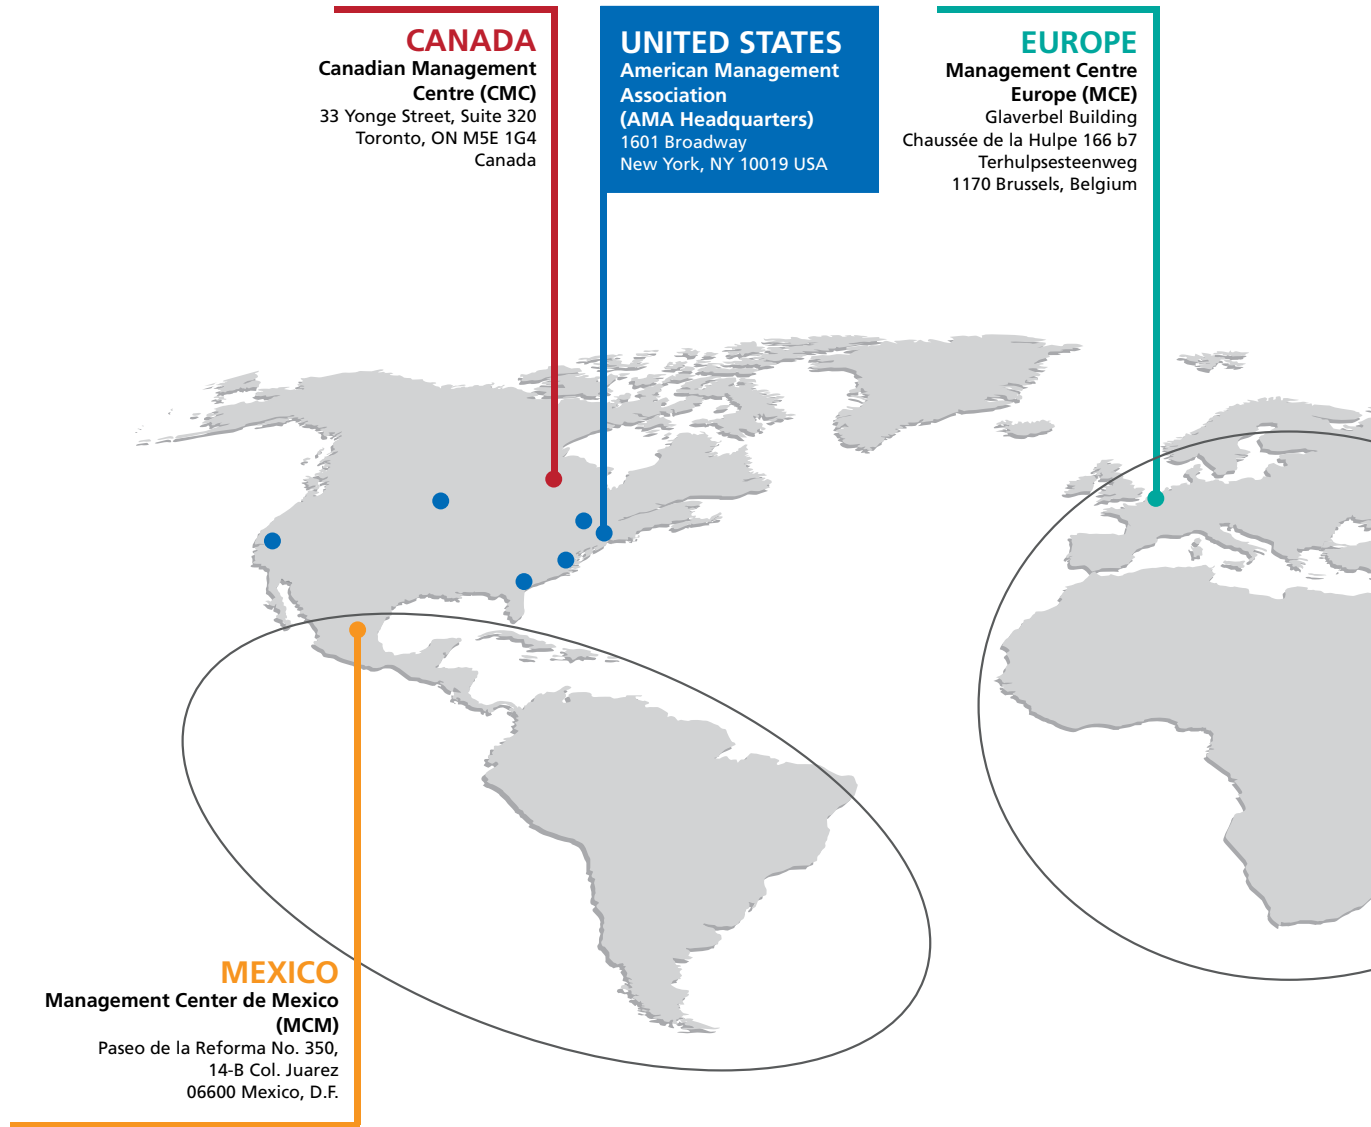 CANADA
Canadian Management
Centre (CMC)
33 Yonge Street, Suite 320
Toronto, ON M5E 1G4
Canada
UNITED STATES
American Management
Association
(AMA Headquarters)
1601 Broadway
New York, NY 10019 USA
EUROPE
Management Centre
Europe (MCE)
Glaverbel Building
Chaussée de la Hulpe 166 b7
Terhulpsesteenweg
1170 Brussels, Belgium
MEXICO
Management Center de Mexico
(MCM)
Paseo de la Reforma No. 350,
14-B Col. Juarez
06600 Mexico, D.F.